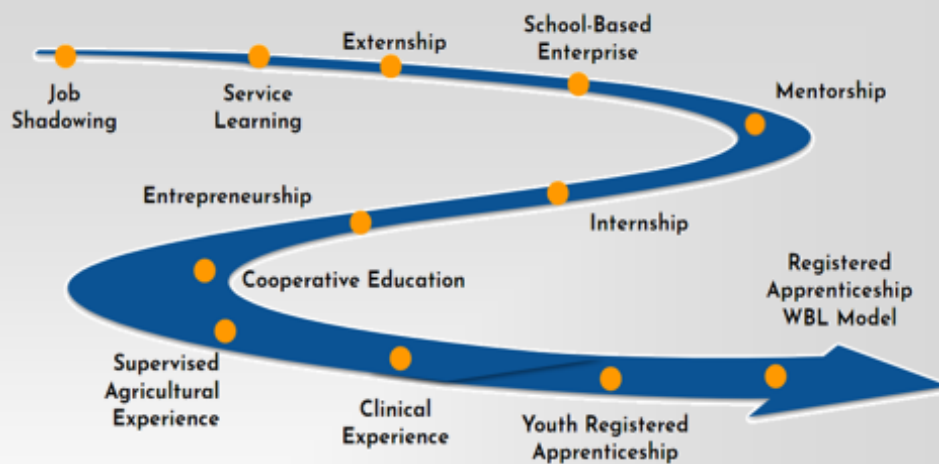 Job
Shadowing
Service
Learning
Externship
School-Based
Enterprise
Mentorship
Internship
Entrepreneurship
Cooperative Education
Supervised
Agricultural
Experience
Clinical
Experience
Youth Registered
Apprenticeship
Registered
Apprenticeship
WBL Model